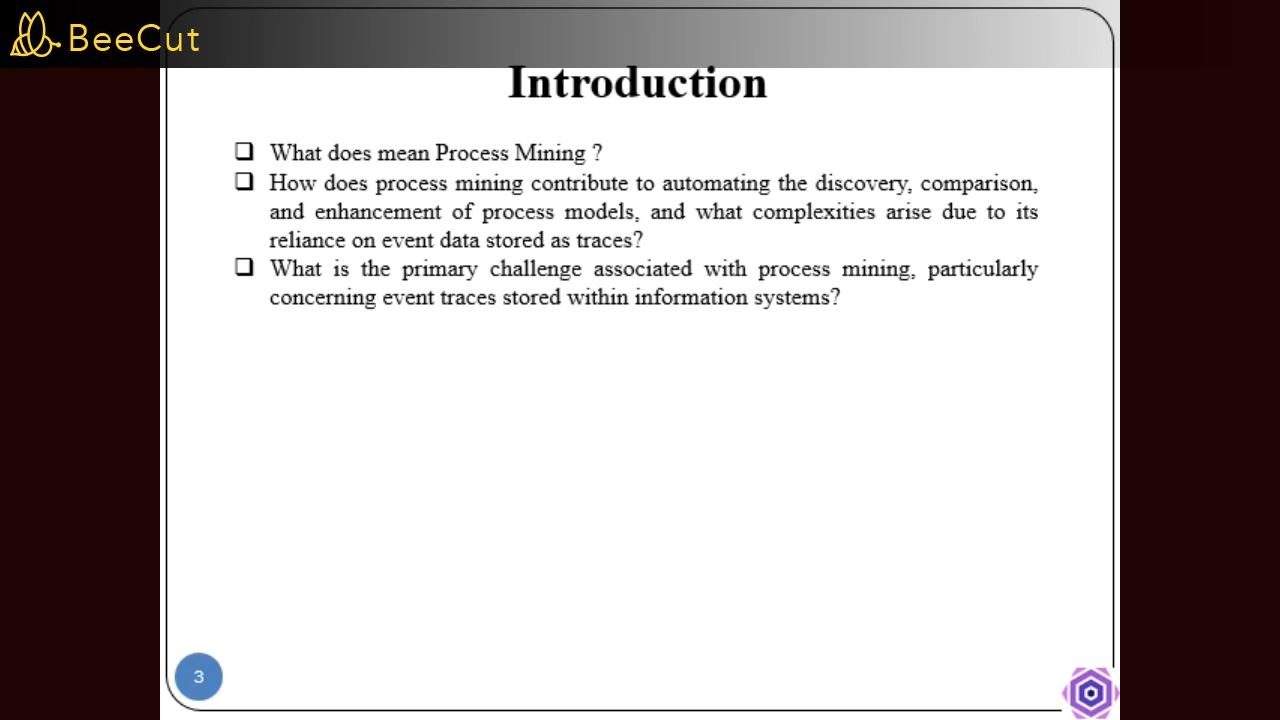 BeeCut
Introduction
❑ What does mean Process Mining ?
❑ How does process mining contribute to automating the discovery, comparison,
and enhancement of process models, and what complexities arise due to its
reliance on event data stored as traces?
❑ What is the primary challenge associated with process mining, particularly
concerning event traces stored within information systems?
3